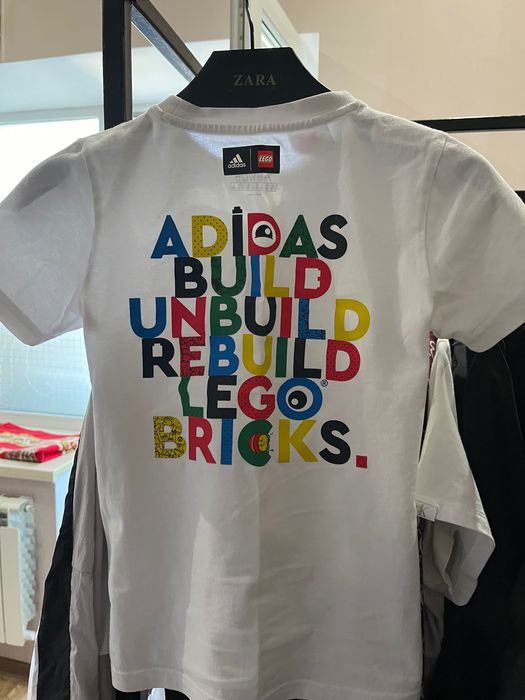 ZARA
adidas
LEGO
ADIDAS
BUILD
UNBUILD
REBUILD
LEGO®
BRICKS.